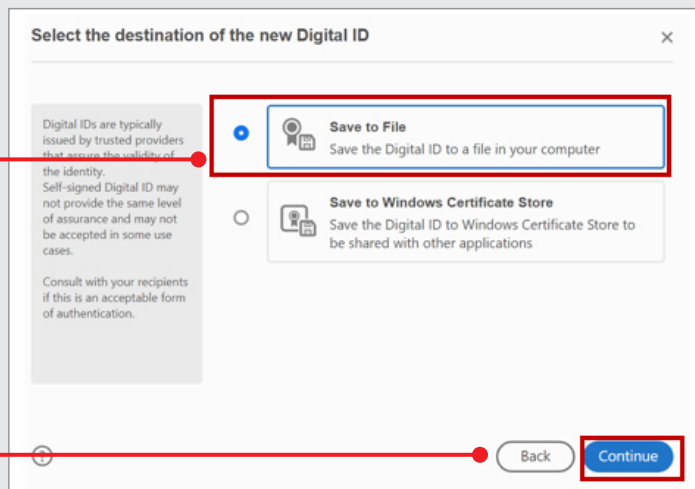 Select the destination of the new Digital ID
Digital IDs are typically
issued by trusted providers
that assure the validity of
the identity.
Self-signed Digital ID may
not provide the same level
of assurance and may not
be accepted in some use
cases.
Consult with your recipients
if this is an acceptable form
of authentication.
Save to File
Save the Digital ID to a file in your computer
Save to Windows Certificate Store
Save the Digital ID to Windows Certificate Store to
be shared with other applications
?
Back
Continue